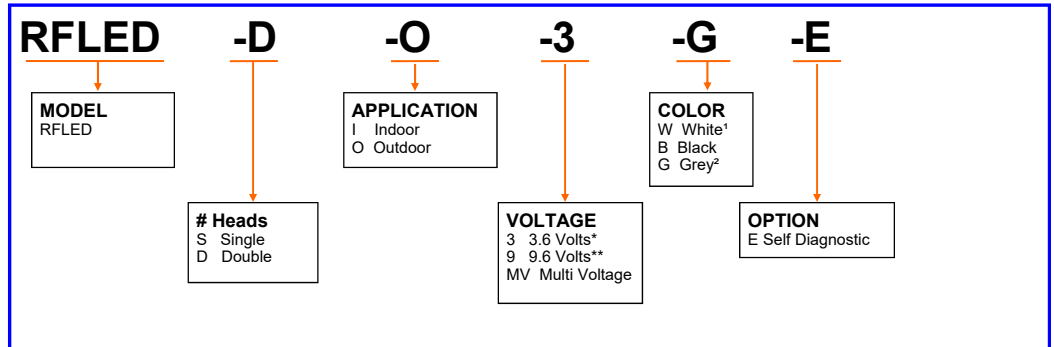 RFLED -D -O -3 -G -E
MODEL
RFLED
APPLICATION
I Indoor
O Outdoor
COLOR
W White¹
B Black
G Grey²
# Heads
S Single
D Double
VOLTAGE
3 3.6 Volts*
9 9.6 Volts**
MV Multi Voltage
OPTION
E Self Diagnostic